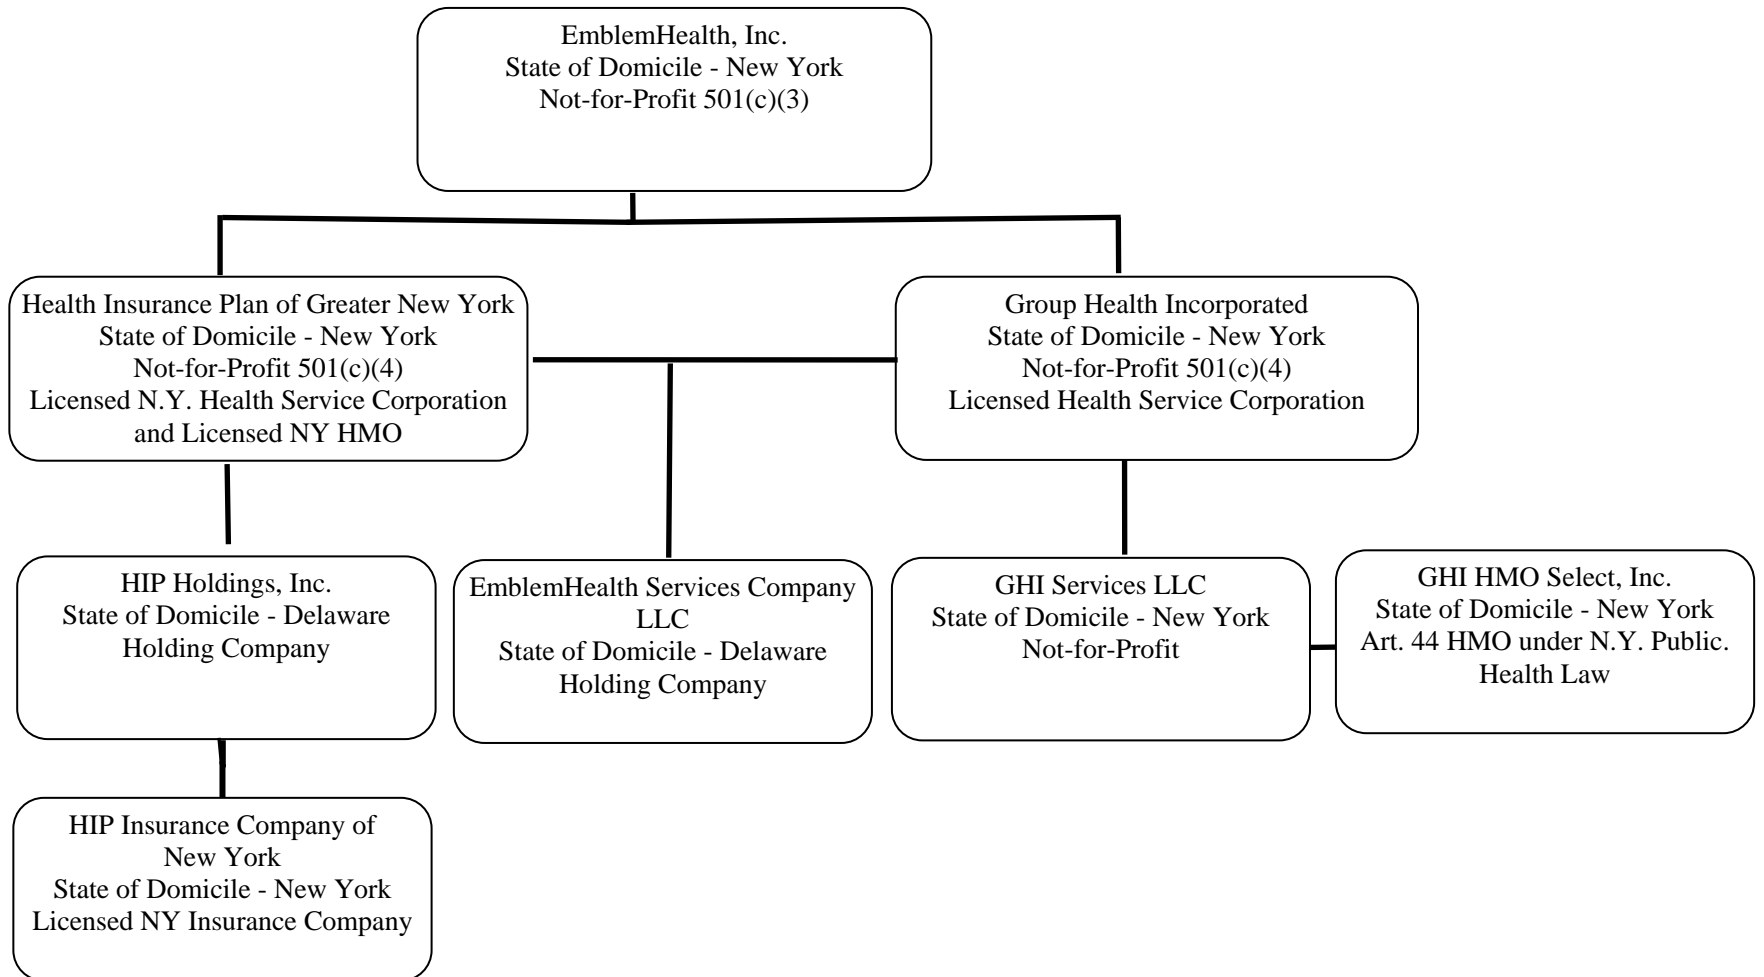 EmblemHealth, Inc.
State of Domicile - New York
Not-for-Profit 501(c)(3)
Health Insurance Plan of Greater New York
State of Domicile - New York
Not-for-Profit 501(c)(4)
Licensed N.Y. Health Service Corporation
and Licensed NY HMO
Group Health Incorporated
State of Domicile - New York
Not-for-Profit 501(c)(4)
Licensed Health Service Corporation
HIP Holdings, Inc.
State of Domicile - Delaware
Holding Company
EmblemHealth Services Company
LLC
State of Domicile - Delaware
Holding Company
GHI Services LLC
State of Domicile - New York
Not-for-Profit
GHI HMO Select, Inc.
State of Domicile - New York
Art. 44 HMO under N.Y. Public.
Health Law
HIP Insurance Company of
New York
State of Domicile - New York
Licensed NY Insurance Company